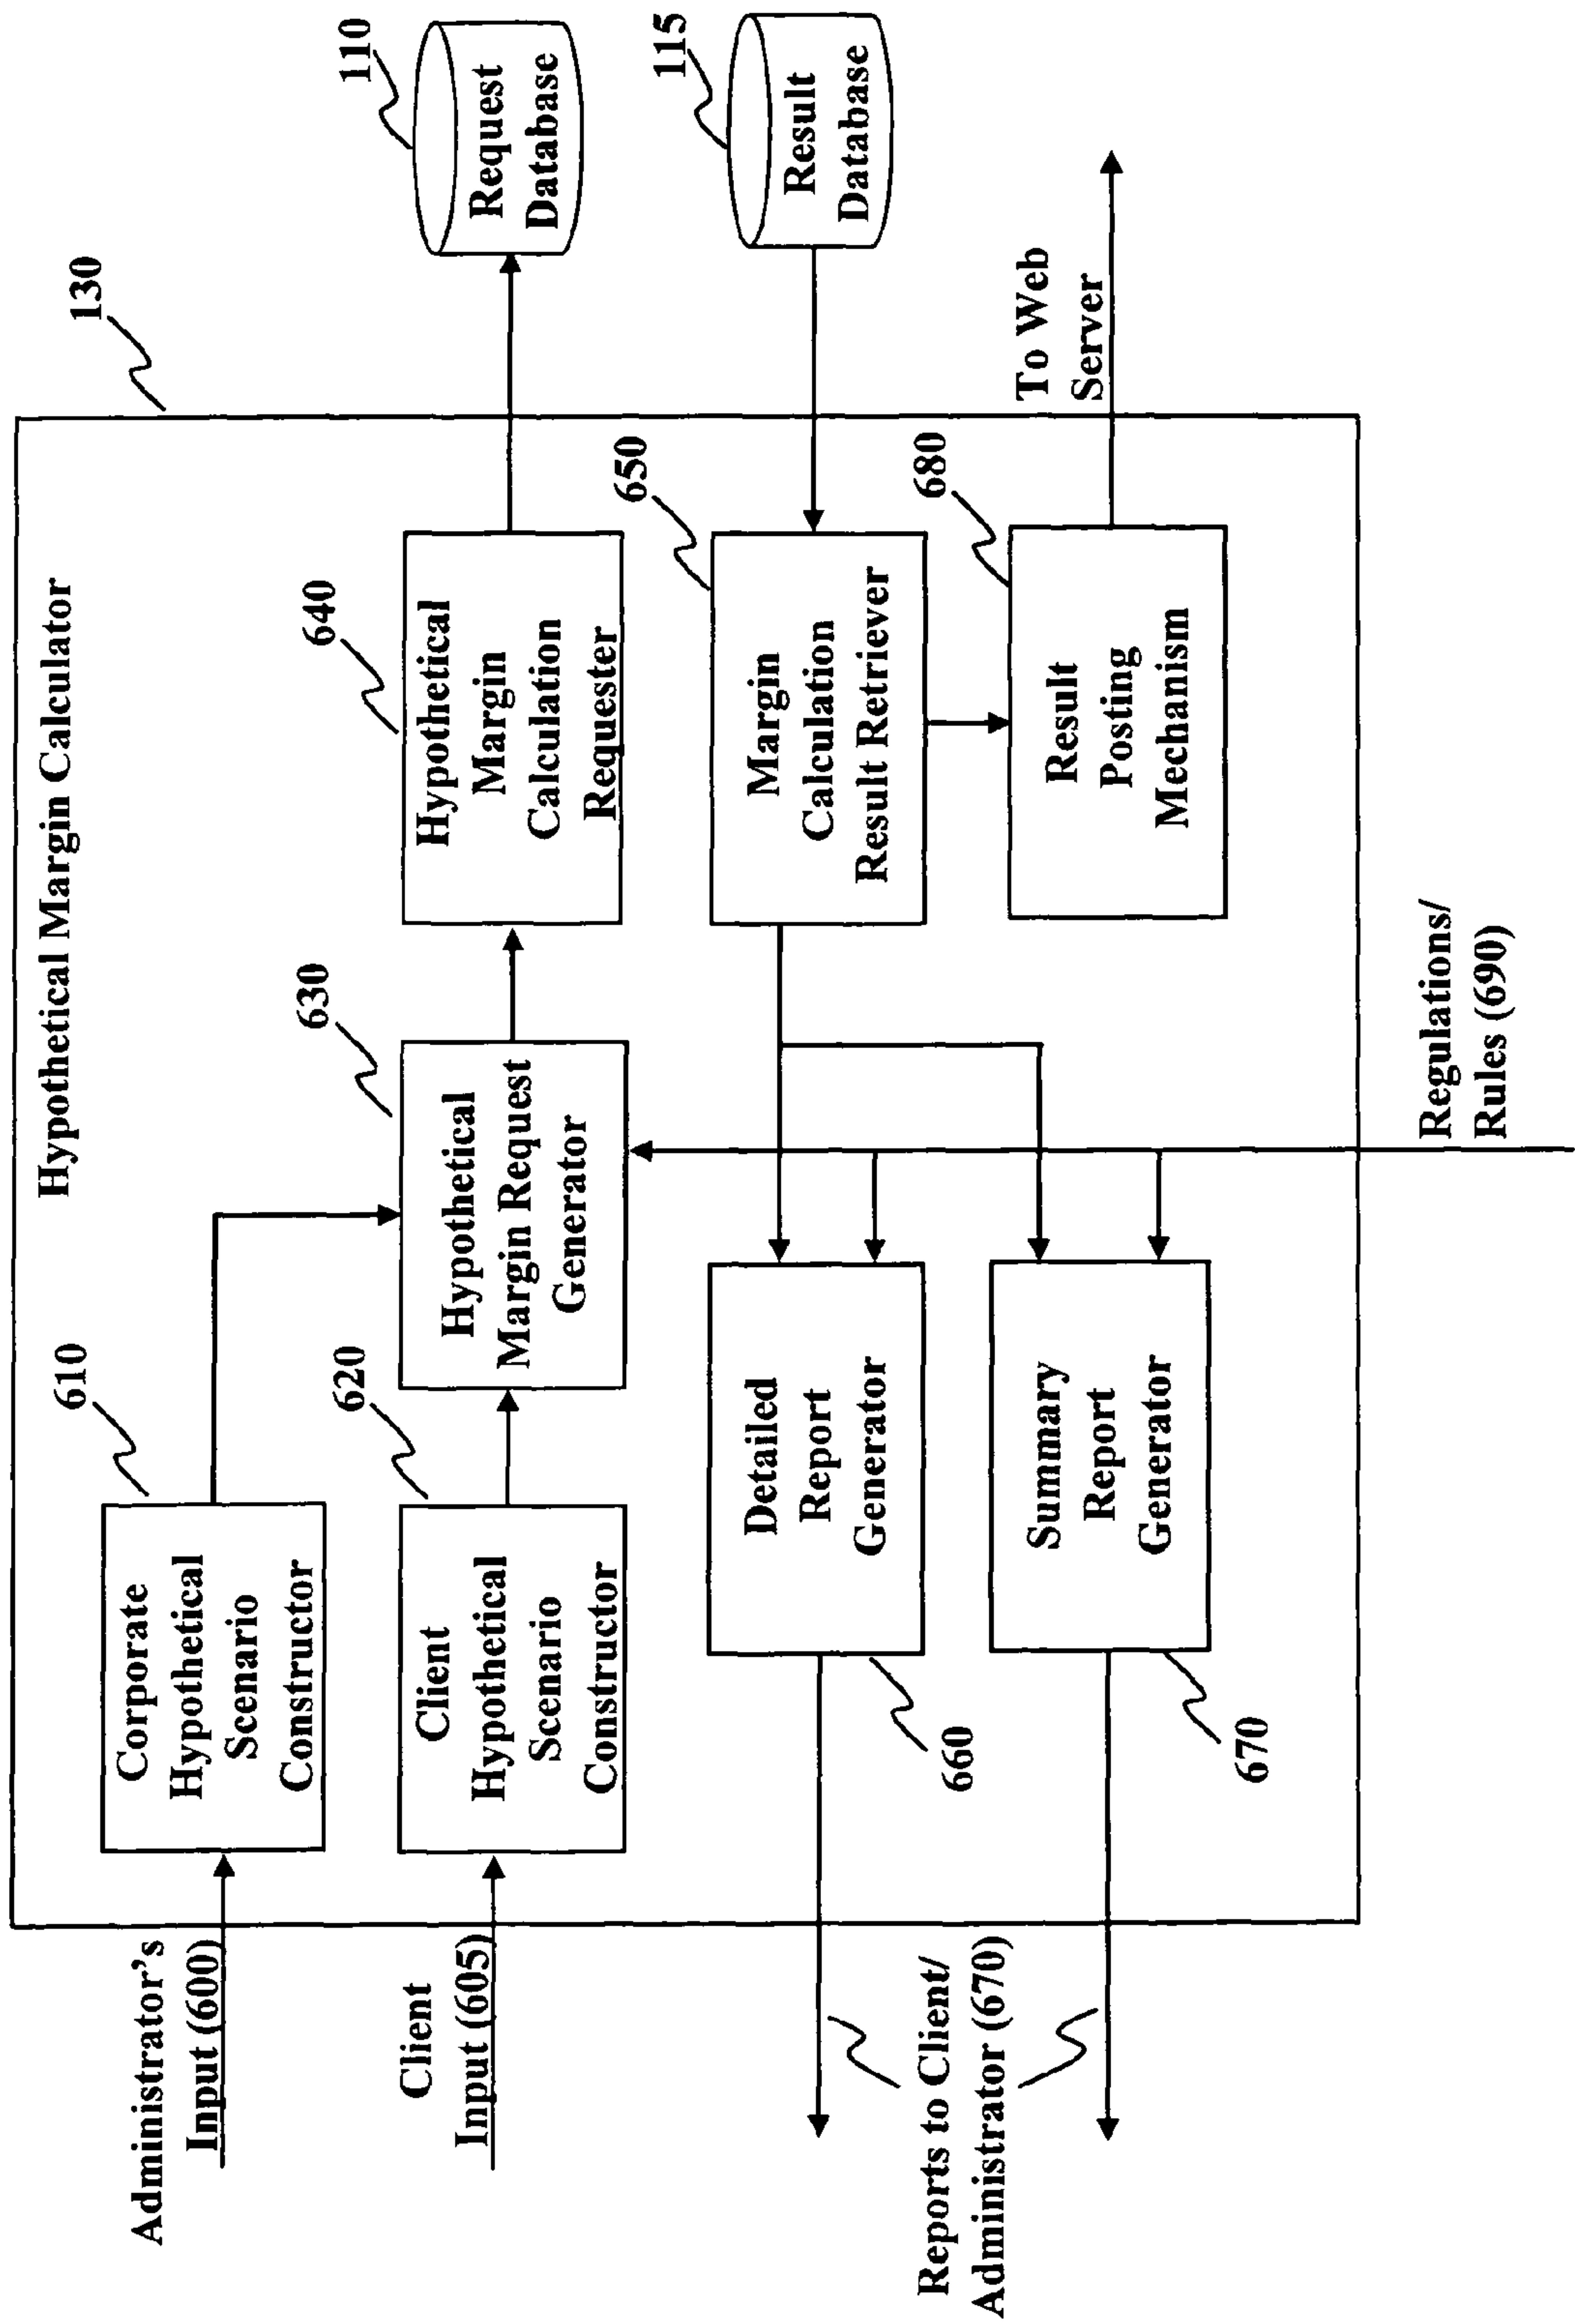 Hypothetical Margin Calculator
130
Administrator's
Input (600)
610
Corporate
Hypothetical
Scenario
Constructor
Client
Input (605)
620
Client
Hypothetical
Scenario
Constructor
630
Hypothetical
Margin Request
Generator
640
Hypothetical
Margin
Calculation
Requester
110
Request
Database
Reports to Client/
Administrator (670)
Detailed
Report
Generator
660
650
Margin
Calculation
Result Retriever
115
Result
Database
Summary
Report
Generator
670
680
Result
Posting
Mechanism
To Web
Server
Regulations/
Rules (690)